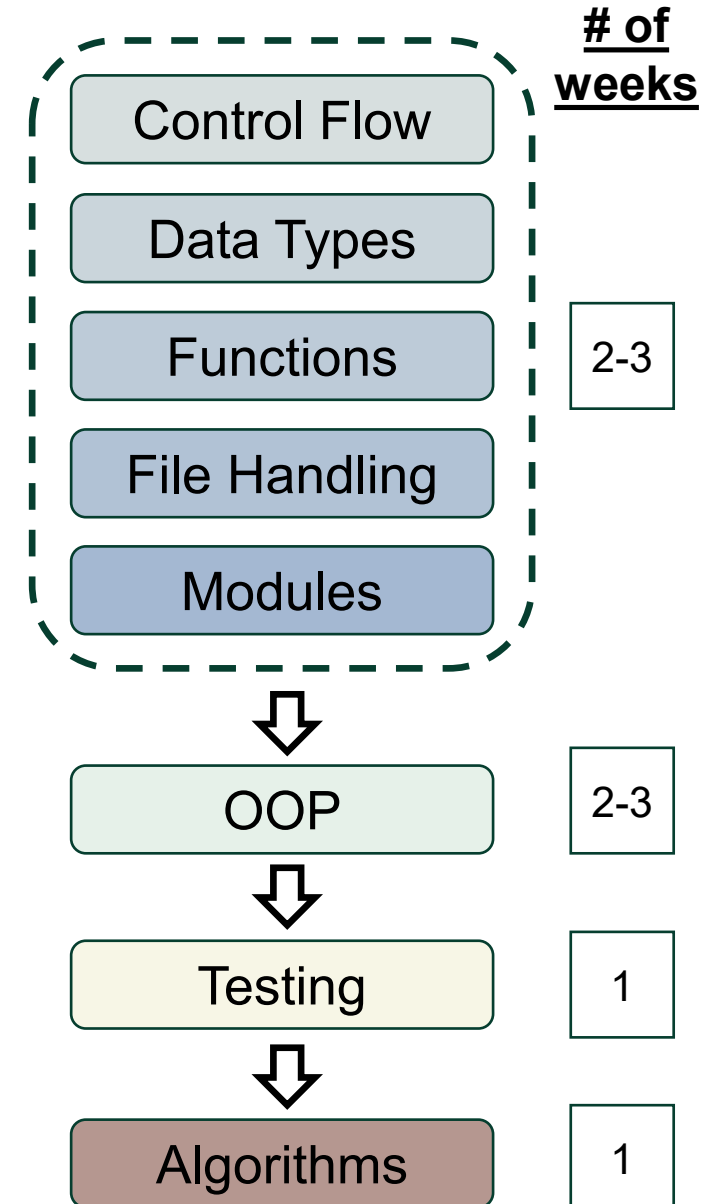 # of
weeks
Control Flow
Data Types
Functions
2-3
File Handling
Modules
OOP
2-3
Testing
1
Algorithms
1